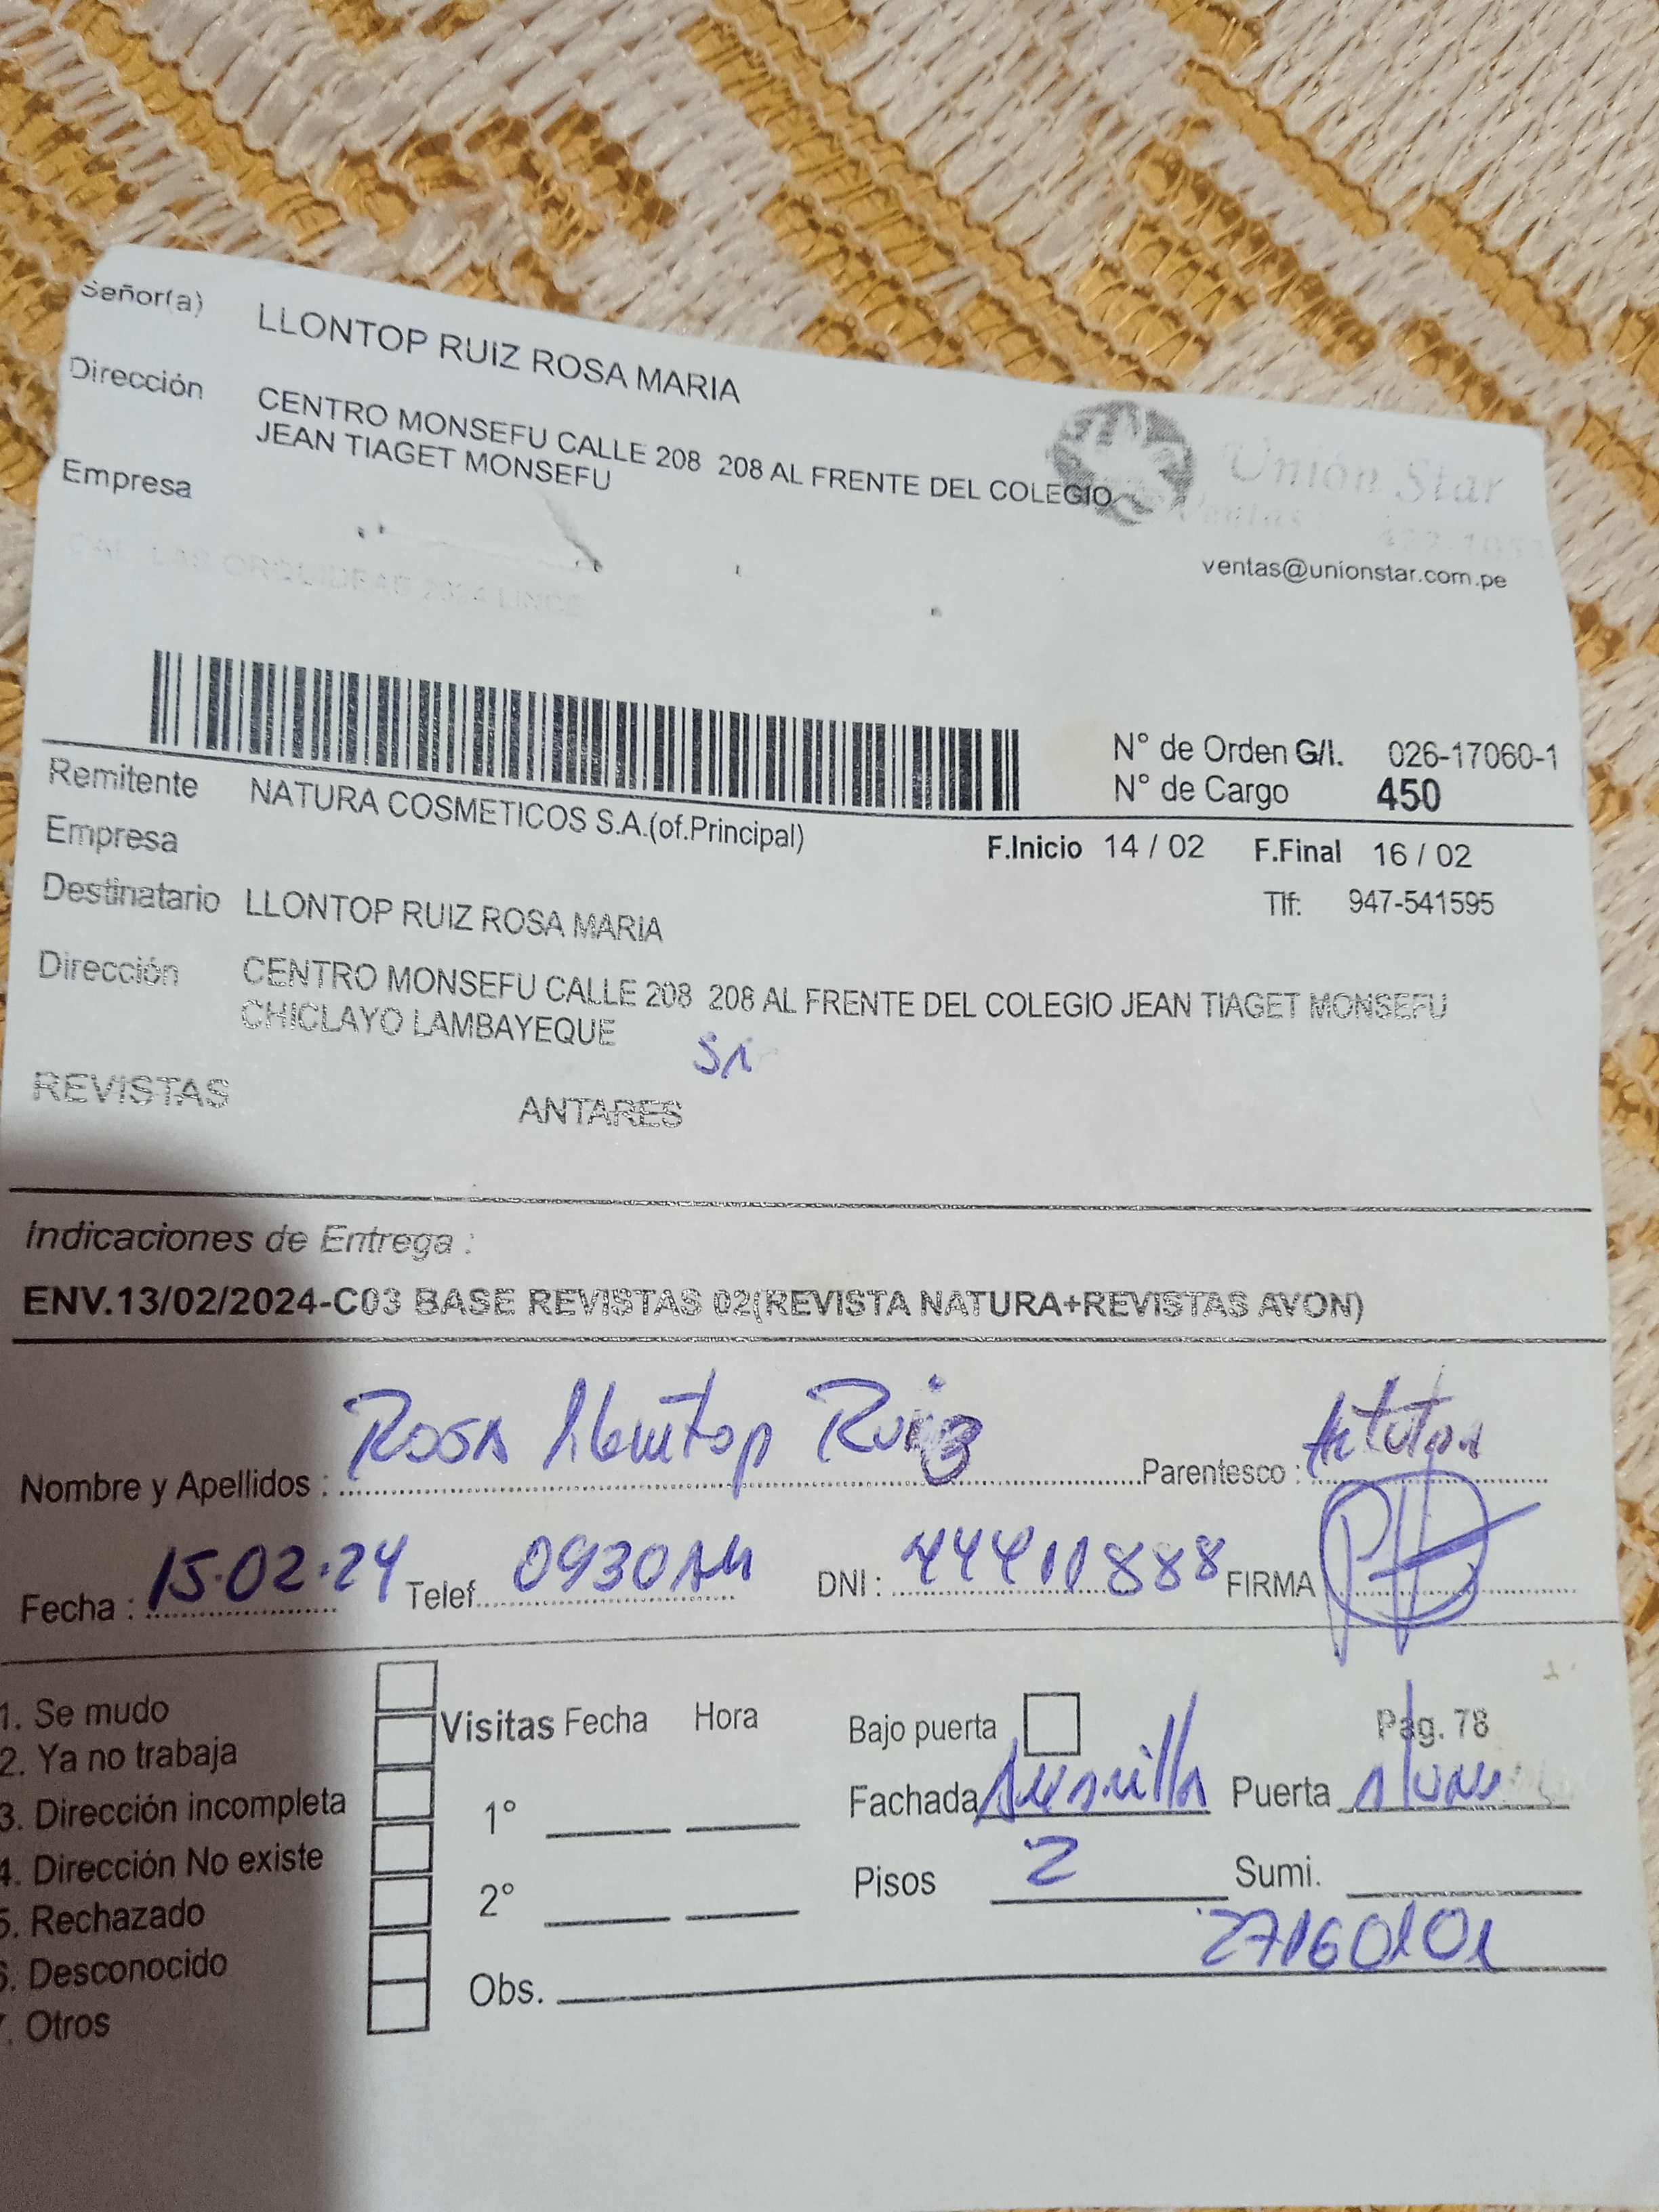 Señor(a) LLONTOP RUIZ ROSA MARIA
Dirección CENTRO MONSEFU CALLE 208 208 AL FRENTE DEL COLEGIO
JEAN TIAGET MONSEFU
Empresa
Unión Star
Ventas
ventas@unionstar.com.pe
N° de Orden G/I. 026-17060-1
N° de Cargo 450
Remitente NATURA COSMETICOS S.A.(of.Principal)
Empresa F.Inicio 14 / 02 F.Final 16 / 02
Destinatario LLONTOP RUIZ ROSA MARIA Tlf: 947-541595
Dirección CENTRO MONSEFU CALLE 208 208 AL FRENTE DEL COLEGIO JEAN TIAGET MONSEFU
CHICLAYO LAMBAYEQUE
REVISTAS ANTARES
Indicaciones de Entrega :
ENV.13/02/2024-C03 BASE REVISTAS 02(REVISTA NATURA+REVISTAS AVON)
Nombre y Apellidos : Rosa Llontop Ruiz Parentesco :
Fecha : 15.02.24 Telef. 0930AM DNI : 44411888 FIRMA
1. Se mudo
2. Ya no trabaja
3. Dirección incompleta
4. Dirección No existe
5. Rechazado
6. Desconocido
7. Otros
Visitas Fecha Hora
1°
2°
Obs.
Bajo puerta Pag. 78
Fachada Puerta
Pisos 2 Sumi.
27160101